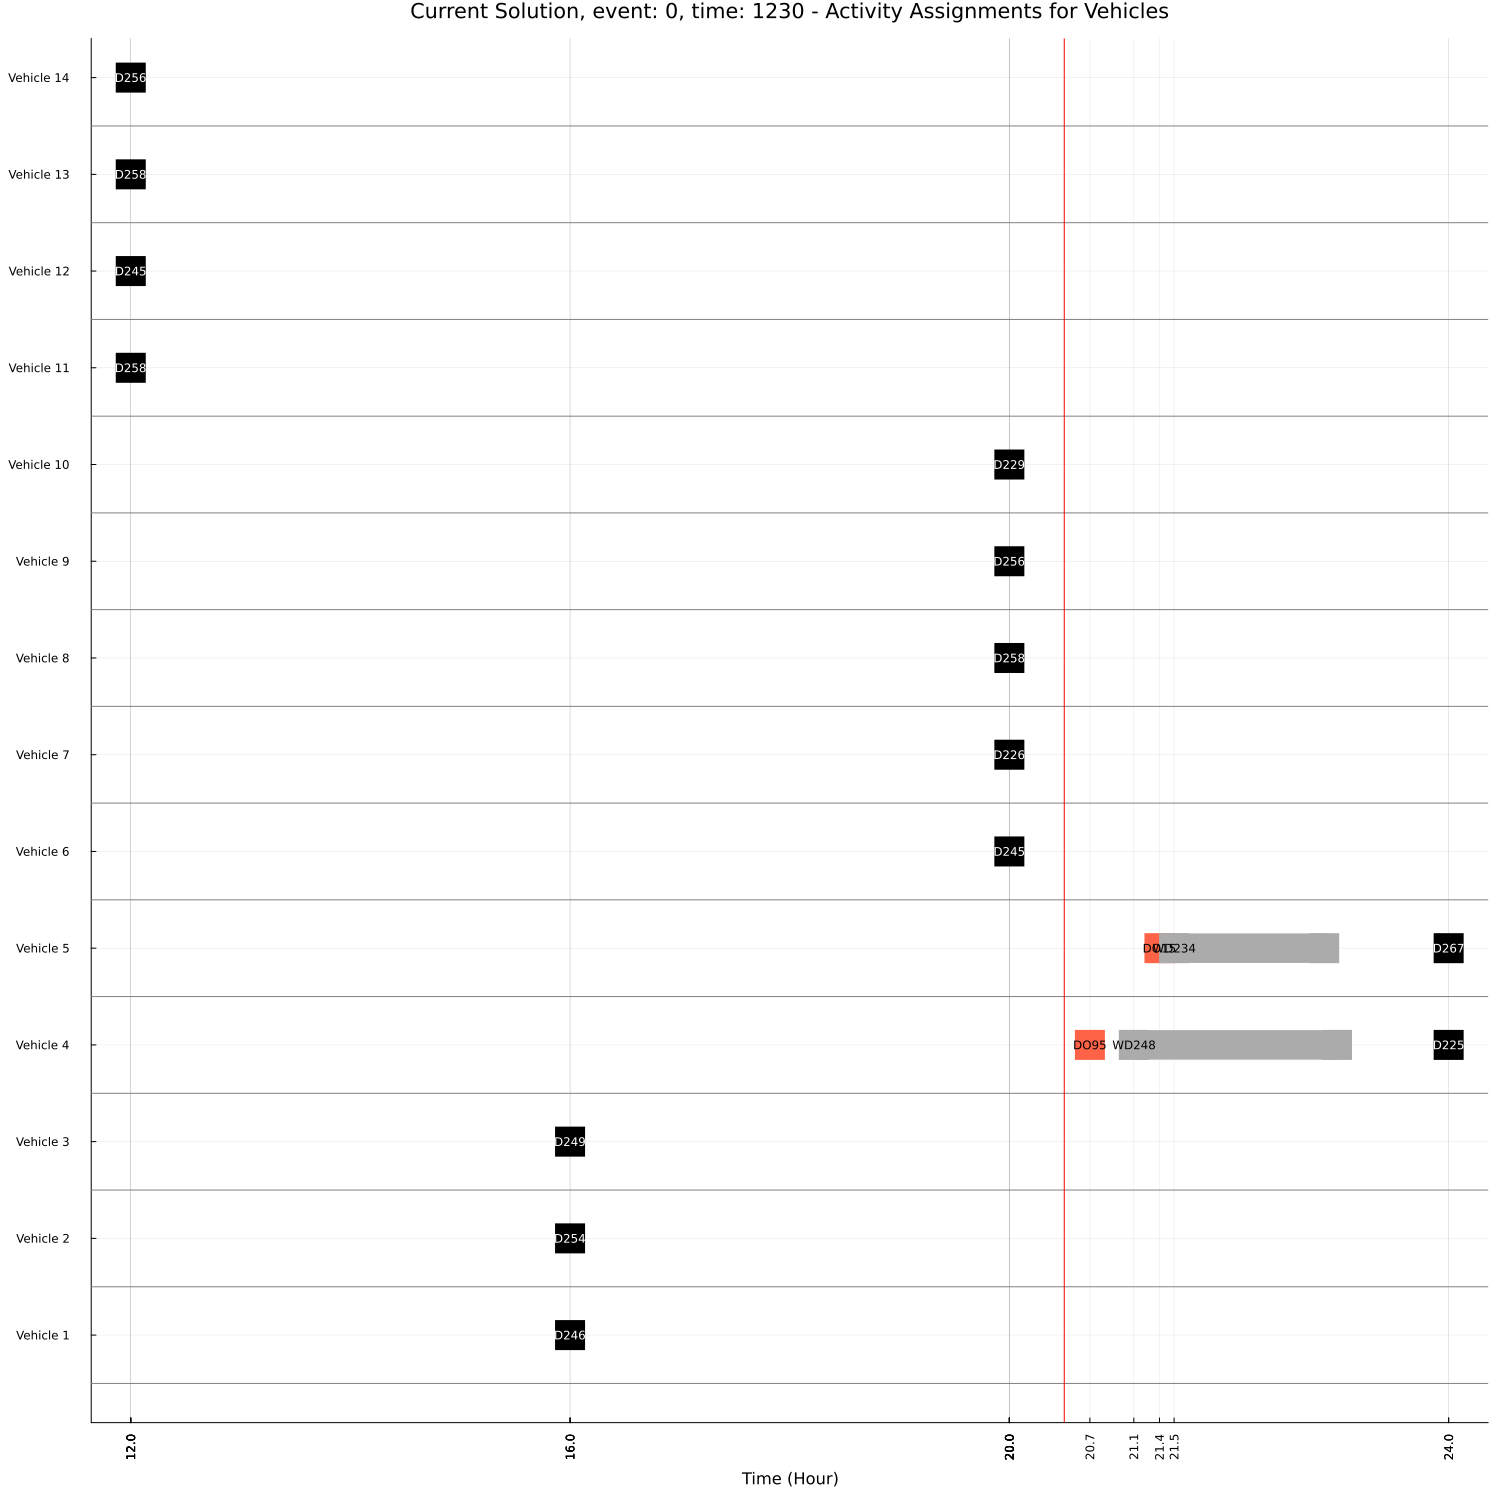 Current Solution, event: 0, time: 1230 - Activity Assignments for Vehicles
Vehicle 14 D256
Vehicle 13 D258
Vehicle 12 D245
Vehicle 11 D258
Vehicle 10 D229
Vehicle 9 D256
Vehicle 8 D258
Vehicle 7 D226
Vehicle 6 D245
Vehicle 5 WD234 D267
Vehicle 4 DO95 WD248 D225
Vehicle 3 D249
Vehicle 2 D254
Vehicle 1 D246
12.0 16.0 20.0 20.7 21.1 21.4 21.5 24.0
Time (Hour)